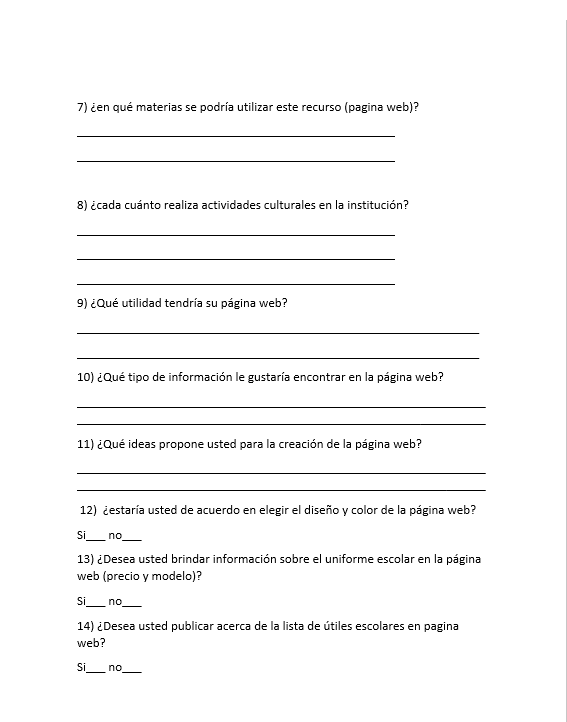 7) ¿en qué materias se podría utilizar este recurso (pagina web)?
8) ¿cada cuánto realiza actividades culturales en la institución?
9) ¿Qué utilidad tendría su página web?
10) ¿Qué tipo de información le gustaría encontrar en la página web?
11) ¿Qué ideas propone usted para la creación de la página web?
12) ¿estaría usted de acuerdo en elegir el diseño y color de la página web?
Si___ no___
13) ¿Desea usted brindar información sobre el uniforme escolar en la página
web (precio y modelo)?
Si___ no___
14) ¿Desea usted publicar acerca de la lista de útiles escolares en pagina
web?
Si___ no___